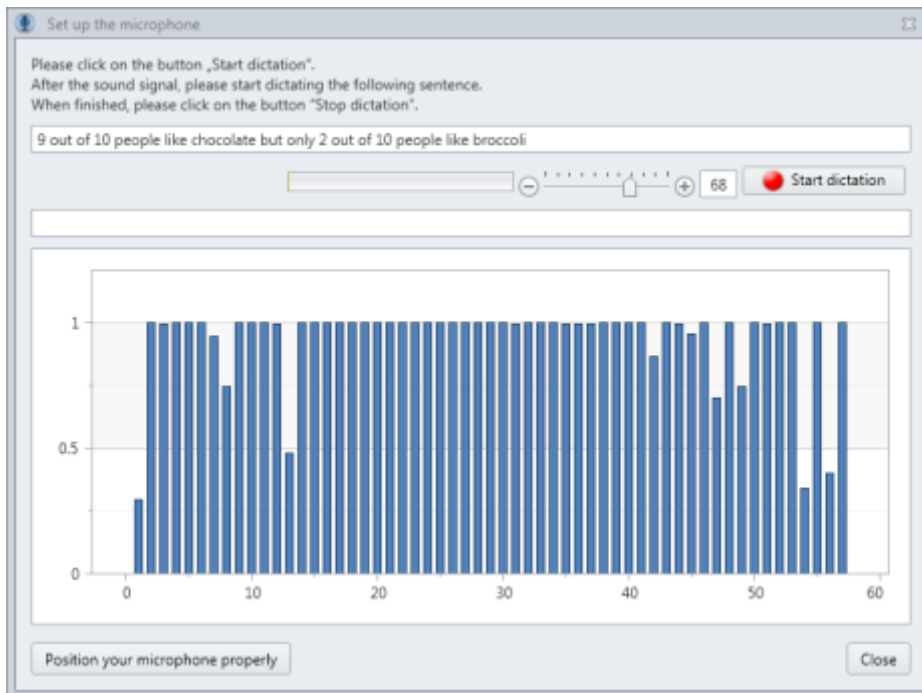 Set up the microphone
Please click on the button „Start dictation".
After the sound signal, please start dictating the following sentence.
When finished, please click on the button "Stop dictation".
9 out of 10 people like chocolate but only 2 out of 10 people like broccoli
68
Start dictation
1
0.5
0
0 10 20 30 40 50 60
Position your microphone properly
Close